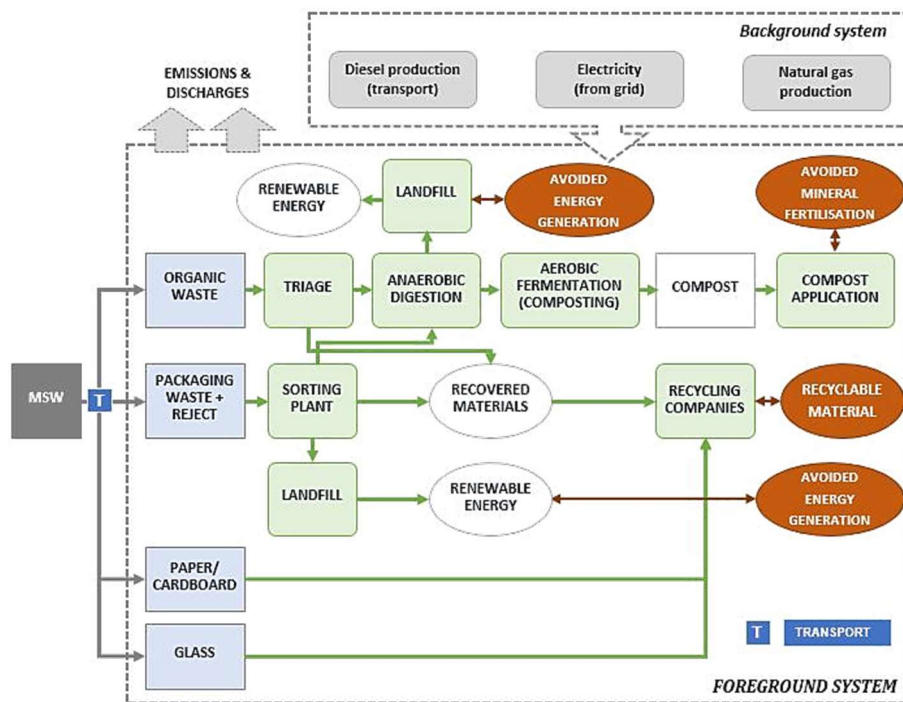 Background system
Diesel production
(transport)
Electricity
(from grid)
Natural gas
production
EMISSIONS &
DISCHARGES
RENEWABLE
ENERGY
LANDFILL
AVOIDED
ENERGY
GENERATION
AVOIDED
MINERAL
FERTILISATION
ORGANIC
WASTE
TRIAGE
ANAEROBIC
DIGESTION
AEROBIC
FERMENTATION
(COMPOSTING)
COMPOST
COMPOST
APPLICATION
MSW
T
PACKAGING
WASTE +
REJECT
SORTING
PLANT
RECOVERED
MATERIALS
RECYCLING
COMPANIES
RECYCLABLE
MATERIAL
LANDFILL
RENEWABLE
ENERGY
AVOIDED
ENERGY
GENERATION
PAPER/
CARDBOARD
GLASS
T
TRANSPORT
FOREGROUND SYSTEM